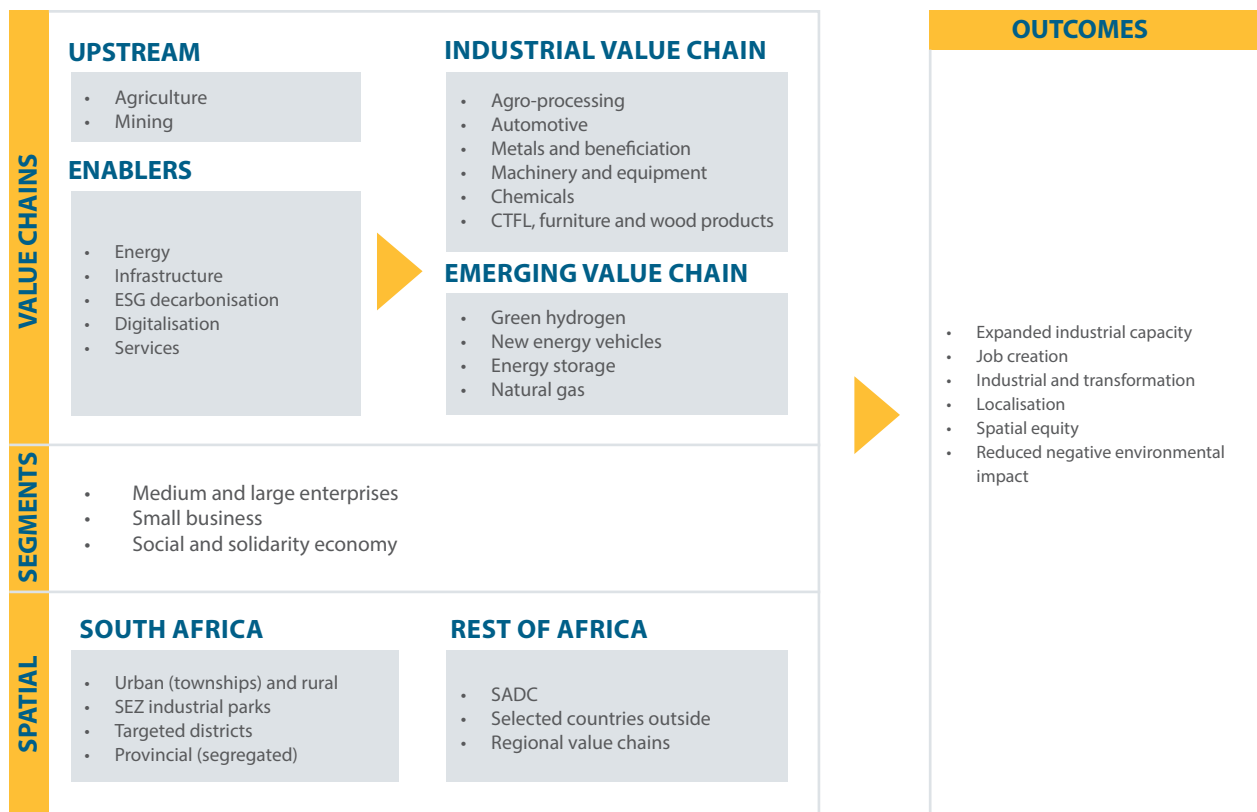 VALUE CHAINS
UPSTREAM
• Agriculture
• Mining
ENABLERS
• Energy
• Infrastructure
• ESG decarbonisation
• Digitalisation
• Services
INDUSTRIAL VALUE CHAIN
• Agro-processing
• Automotive
• Metals and beneficiation
• Machinery and equipment
• Chemicals
• CTFL, furniture and wood products
EMERGING VALUE CHAIN
• Green hydrogen
• New energy vehicles
• Energy storage
• Natural gas
SEGMENTS
• Medium and large enterprises
• Small business
• Social and solidarity economy
SPATIAL
SOUTH AFRICA
• Urban (townships) and rural
• SEZ industrial parks
• Targeted districts
• Provincial (segregated)
REST OF AFRICA
• SADC
• Selected countries outside
• Regional value chains
OUTCOMES
• Expanded industrial capacity
• Job creation
• Industrial and transformation
• Localisation
• Spatial equity
• Reduced negative environmental
impact